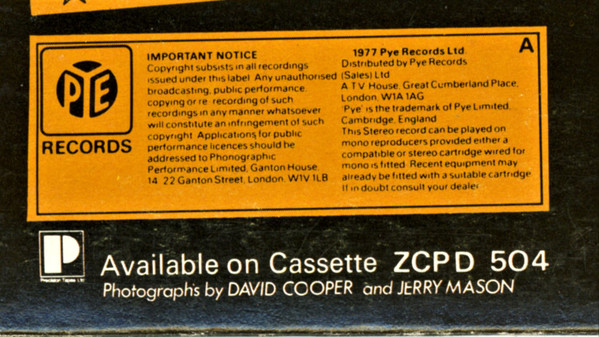 PYE
RECORDS
IMPORTANT NOTICE
Copyright subsists in all recordings
issued under this label. Any unauthorised
broadcasting, public performance,
copying or re recording of such
recordings in any manner whatsoever
will constitute an infringement of such
copyright. Applications for public
performance licences should be
addressed to Phonographic
Performance Limited, Ganton House,
14 22 Ganton Street, London. W1V 1LB
A
1977 Pye Records Ltd
Distributed by Pye Records
(Sales) Ltd
A T V House, Great Cumberland Place,
London, W1A 1AG
'Pye' is the trademark of Pye Limited,
Cambridge, England
This Stereo record can be played on
mono reproducers provided either a
compatible or stereo cartridge wired for
mono is fitted. Recent equipment may
already be fitted with a suitable cartridge
If in doubt consult your dealer
P
Precision Tapes Ltd
Available on Cassette ZCPD 504
Photographs by DAVID COOPER and JERRY MASON